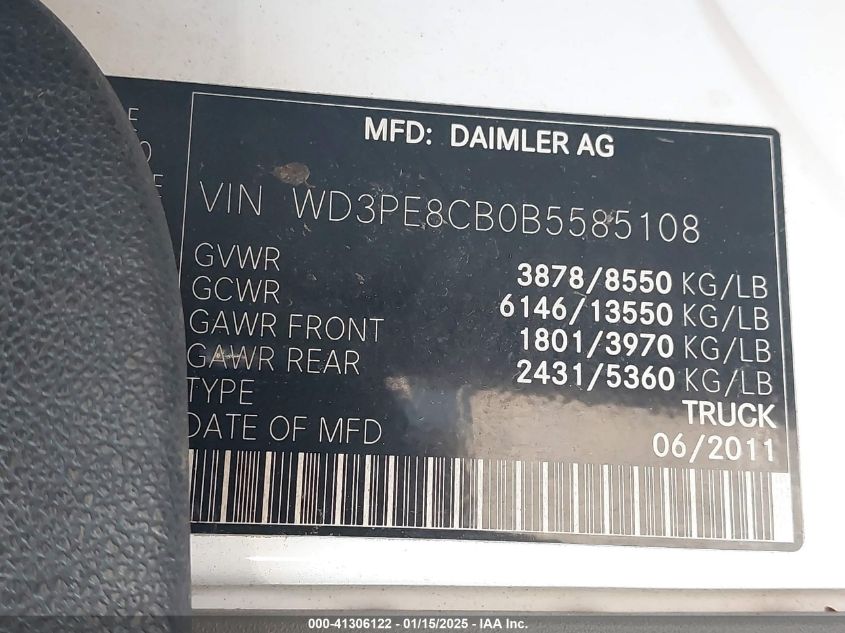 MFD: DAIMLER AG
VIN WD3PE8CB0B5585108
GVWR 3878/8550 KG/LB
GCWR 6146/13550 KG/LB
GAWR FRONT 1801/3970 KG/LB
GAWR REAR 2431/5360 KG/LB
TYPE TRUCK
DATE OF MFD 06/2011
000-41306122 - 01/15/2025 - IAA Inc.